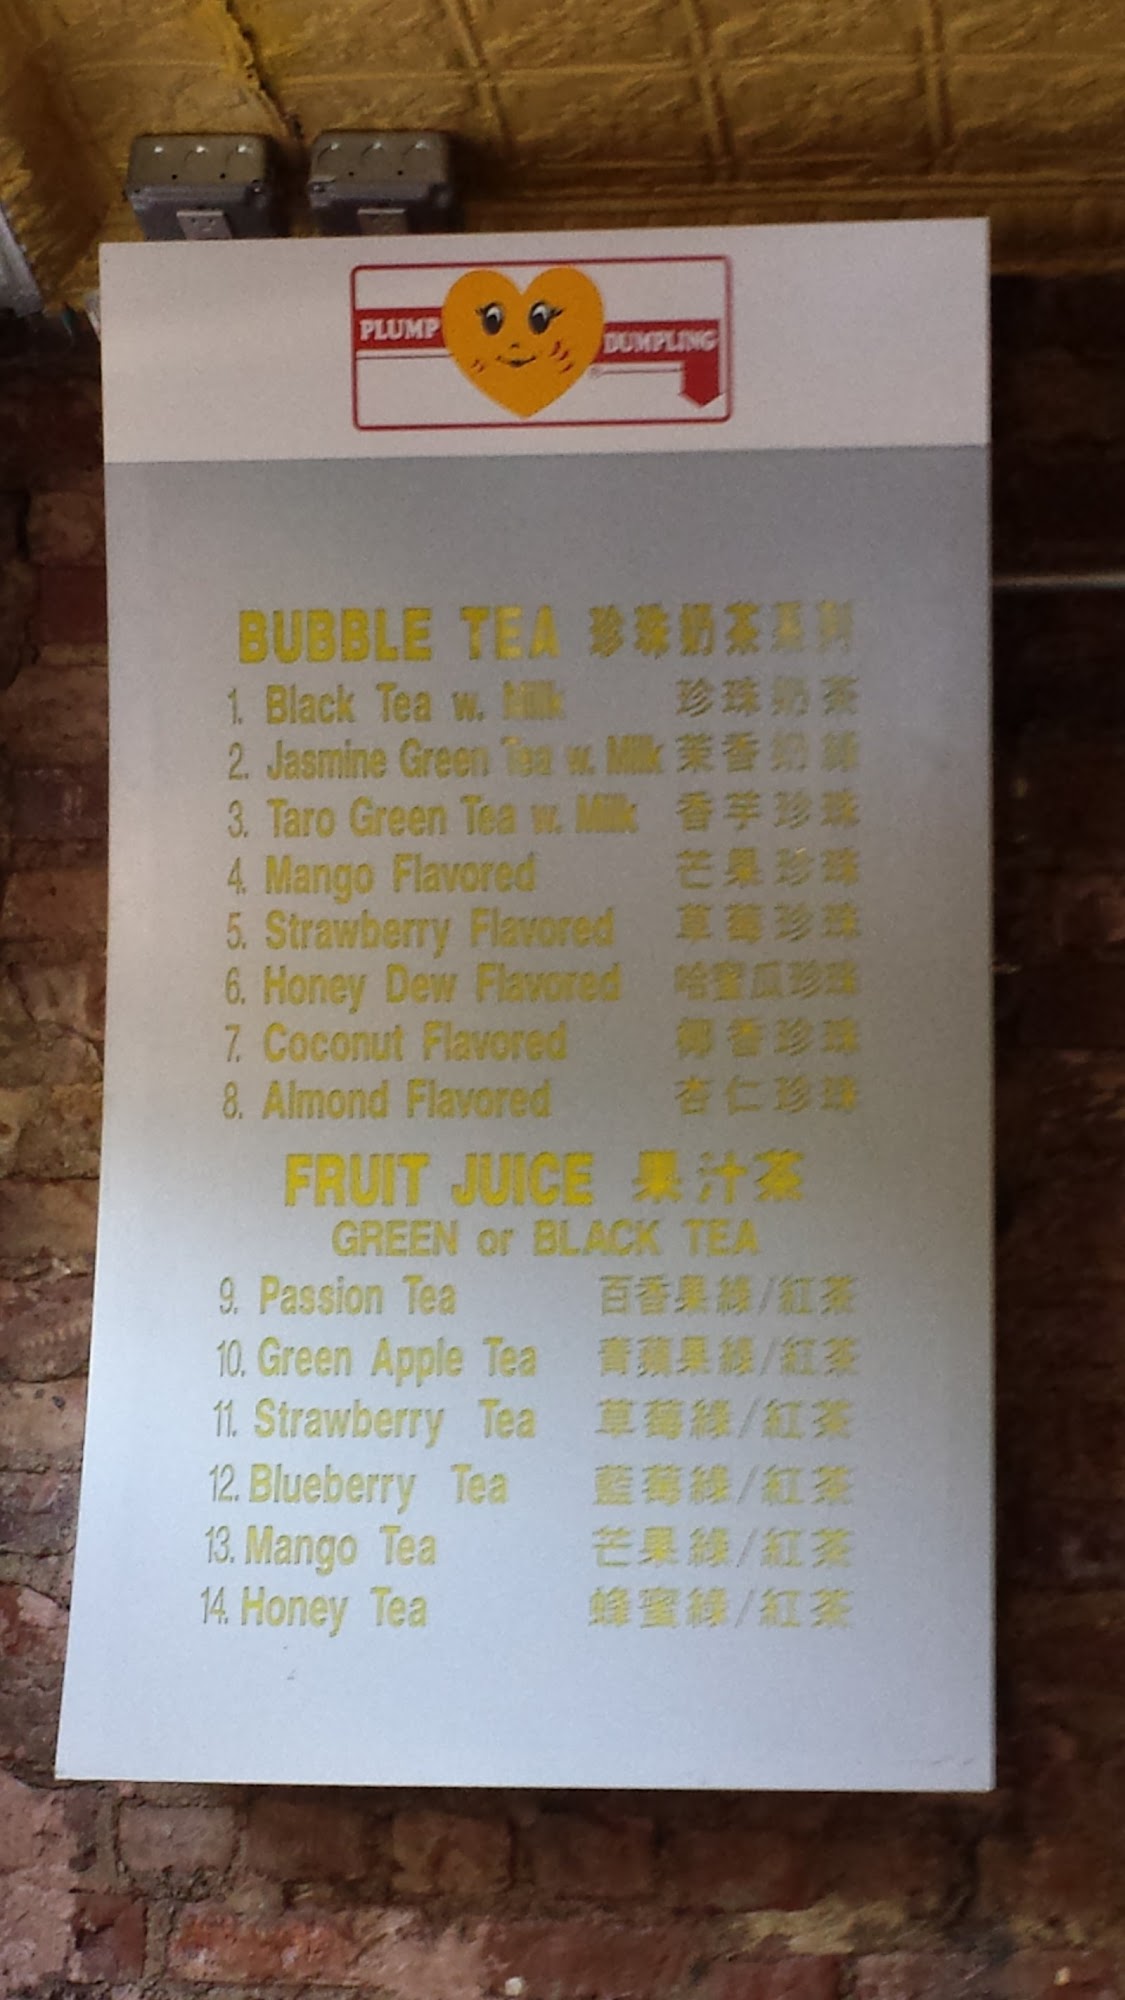 PLUMP DUMPLING
BUBBLE TEA 珍珠奶茶系列
1. Black Tea w. Milk 珍珠奶茶
2. Jasmine Green Tea w. Milk 茉香奶綠
3. Taro Green Tea w. Milk 香芋珍珠
4. Mango Flavored 芒果珍珠
5. Strawberry Flavored 草莓珍珠
6. Honey Dew Flavored 哈蜜瓜珍珠
7. Coconut Flavored 椰香珍珠
8. Almond Flavored 杏仁珍珠
FRUIT JUICE 果汁茶
GREEN or BLACK TEA
9. Passion Tea 百香果綠/紅茶
10. Green Apple Tea 青蘋果綠/紅茶
11. Strawberry Tea 草莓綠/紅茶
12. Blueberry Tea 藍莓綠/紅茶
13. Mango Tea 芒果綠/紅茶
14. Honey Tea 蜂蜜綠/紅茶